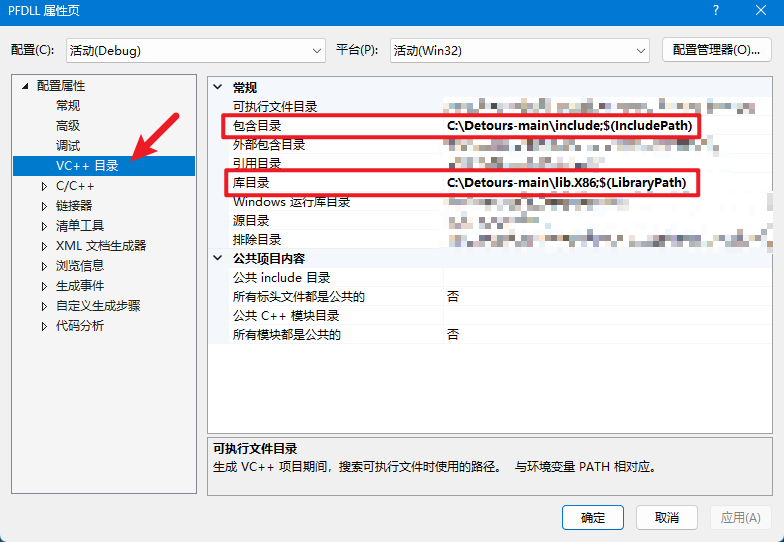 PFDLL 属性页
?
配置(C):
活动(Debug)
平台(P):
活动(Win32)
配置管理器(O)...
配置属性
常规
高级
调试
VC++ 目录
C/C++
链接器
清单工具
XML 文档生成器
浏览信息
生成事件
自定义生成步骤
代码分析
常规
可执行文件目录
包含目录 C:\Detours-main\include;$(IncludePath)
外部包含目录
引用目录
库目录 C:\Detours-main\lib.X86;$(LibraryPath)
Windows 运行库目录
源目录
排除目录
公共项目内容
公共 include 目录
所有标头文件都是公共的 否
公共 C++ 模块目录
所有模块都是公共的 否
可执行文件目录
生成 VC++ 项目期间，搜索可执行文件时使用的路径。 与环境变量 PATH 相对应。
确定
取消
应用(A)